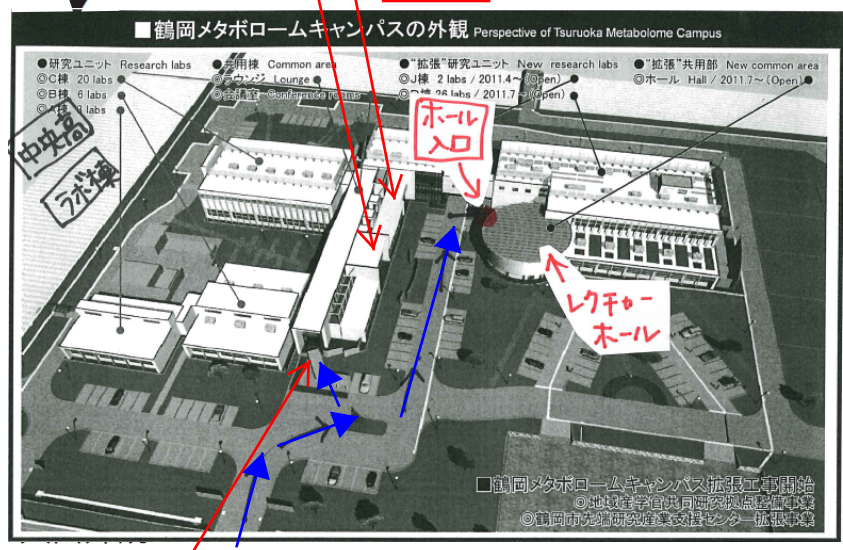 ■鶴岡メタボロームキャンパスの外観 Perspective of Tsuruoka Metabolome Campus
●研究ユニット Research labs
◎C棟 20 labs
◎B棟 6 labs
◎A棟 3 labs
●共用棟 Common area
◎ラウンジ Lounge
◎会議室 Conference rooms
●"拡張"研究ユニット New research labs
◎J棟 2 labs / 2011.4~(Open)
26 labs / 2011.7~(Open)
●"拡張"共用部 New common area
◎ホール Hall / 2011.7~(Open)
中央高
ラボ棟
ホール
入口
レクチャー
ホール
■鶴岡メタボロームキャンパス拡張工事開始
◎地域産学官共同研究拠点整備事業
◎鶴岡市先端研究産業支援センター拡張事業